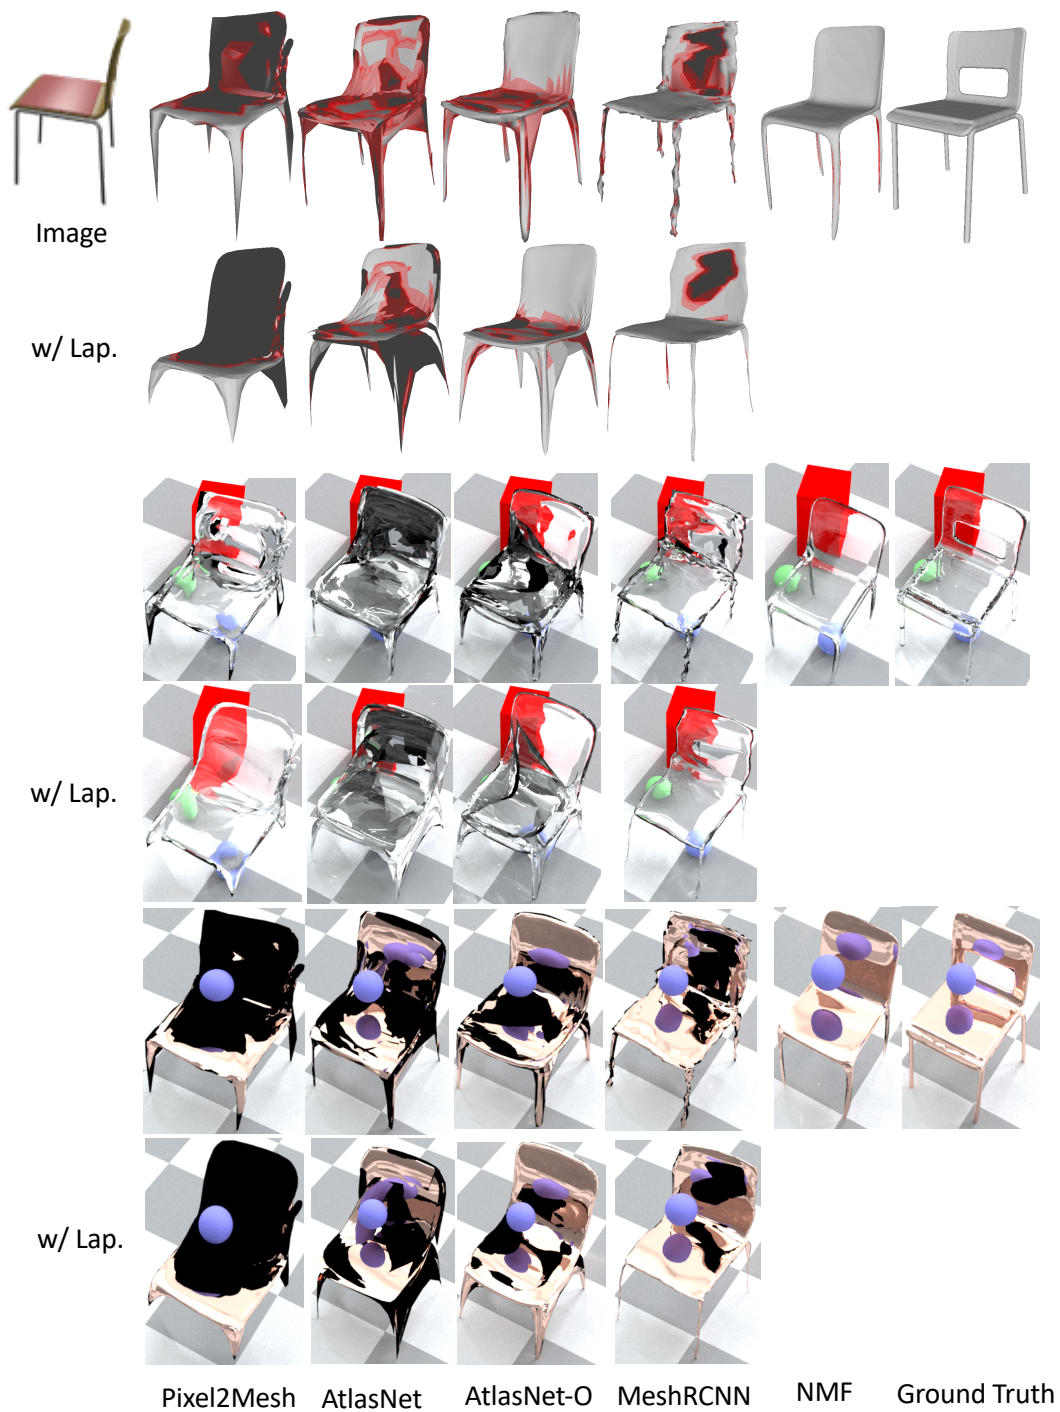 Image
w/ Lap.
w/ Lap.
w/ Lap.
Pixel2Mesh AtlasNet AtlasNet-O MeshRCNN NMF Ground Truth